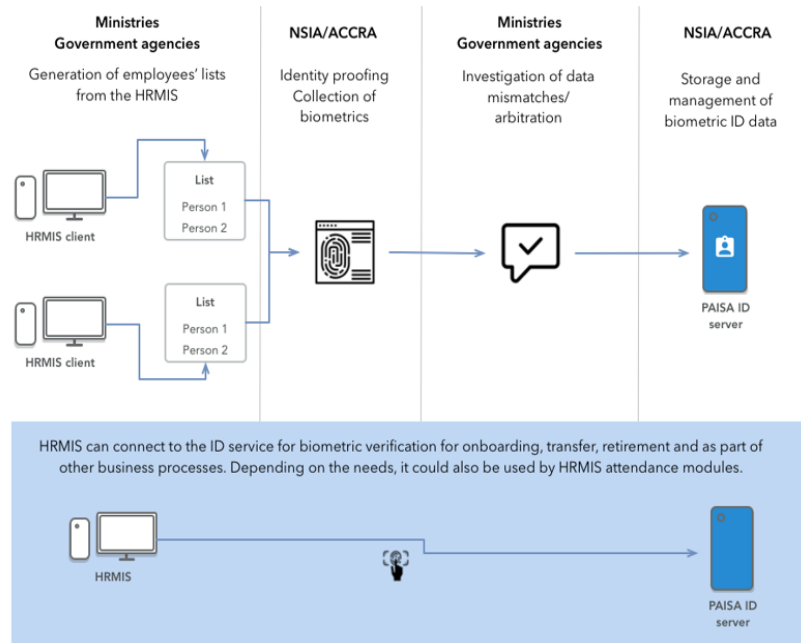 Ministries
Government agencies
Generation of employees' lists
from the HRMIS
NSIA/ACCRA
Identity proofing
Collection of
biometrics
Ministries
Government agencies
Investigation of data
mismatches/
arbitration
NSIA/ACCRA
Storage and
management of
biometric ID data
HRMIS client
List
Person 1
Person 2
HRMIS client
List
Person 1
Person 2
PAISA ID
server
HRMIS can connect to the ID service for biometric verification for onboarding, transfer, retirement and as part of
other business processes. Depending on the needs, it could also be used by HRMIS attendance modules.
HRMIS
PAISA ID
server